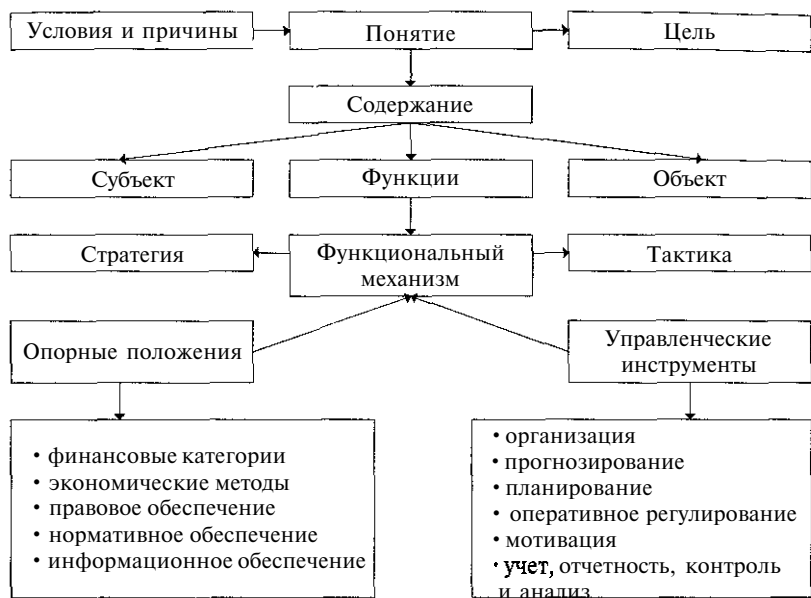 Условия и причины
Понятие
Цель
Содержание
Субъект
Функции
Объект
Стратегия
Функциональный
механизм
Тактика
Опорные положения
Управленческие
инструменты
• финансовые категории
• экономические методы
• правовое обеспечение
• нормативное обеспечение
• информационное обеспечение
• организация
• прогнозирование
• планирование
• оперативное регулирование
• мотивация
• учет, отчетность, контроль
и анализ